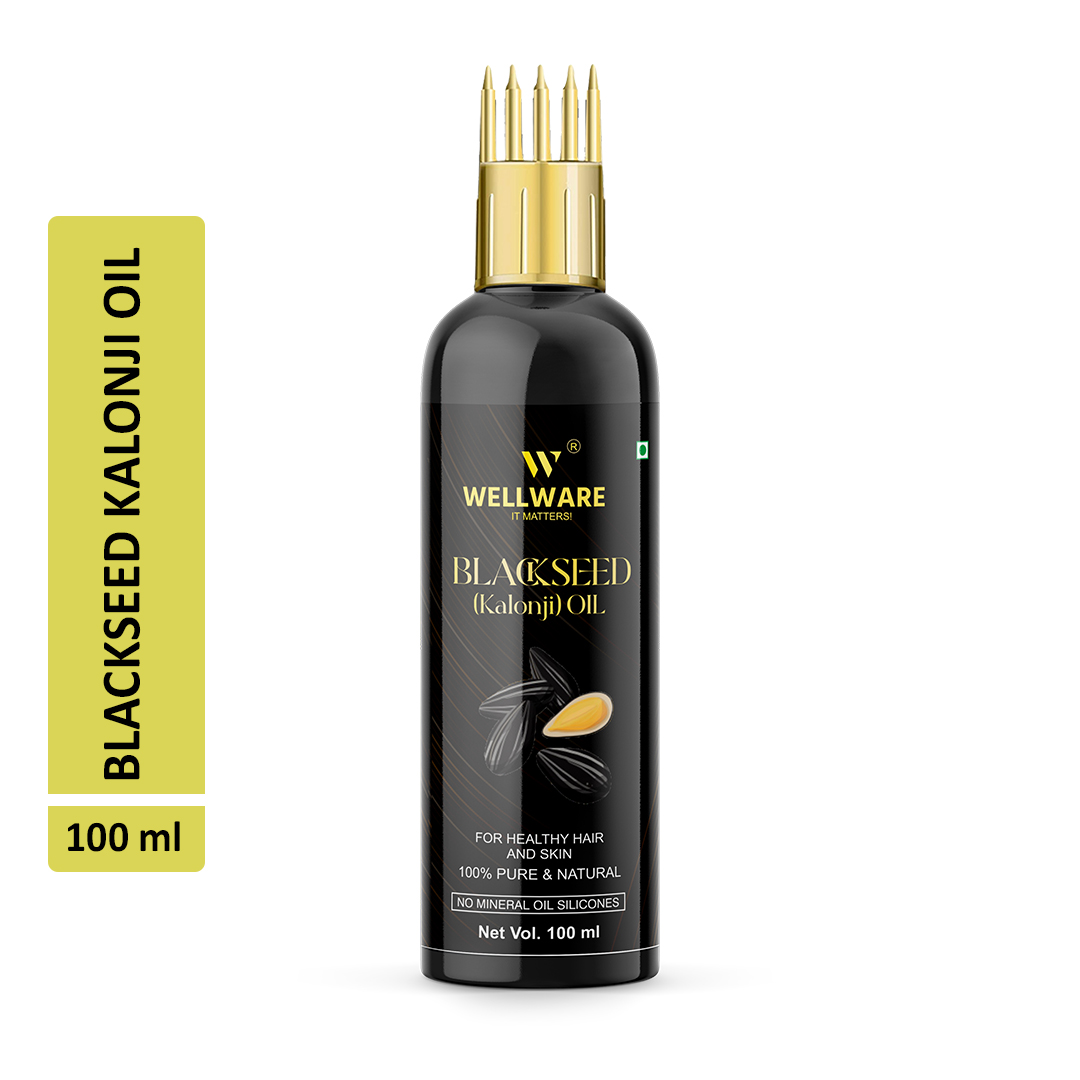 BLACKSEED KALONJI OIL
100 ml
W ®
WELLWARE
IT MATTERS!
BLACKSEED
(Kalonji) OIL
FOR HEALTHY HAIR
AND SKIN
100% PURE & NATURAL
NO MINERAL OIL SILICONES
Net Vol. 100 ml